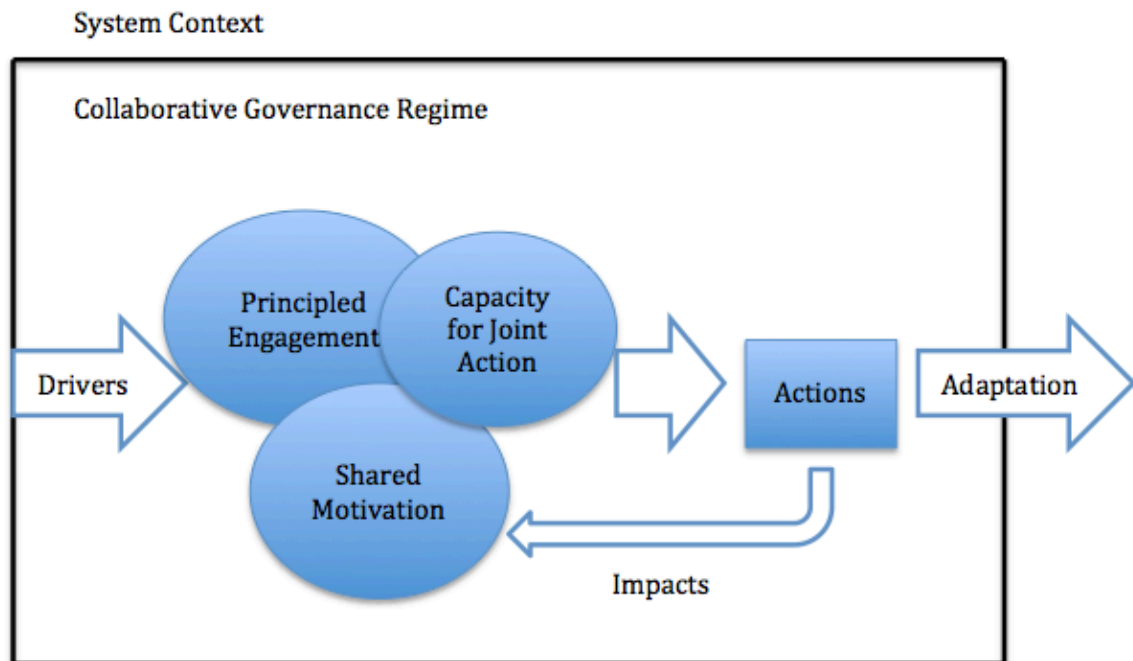 System Context
Collaborative Governance Regime
Principled
Engagement
Capacity
for Joint
Action
Drivers
Actions
Adaptation
Shared
Motivation
Impacts